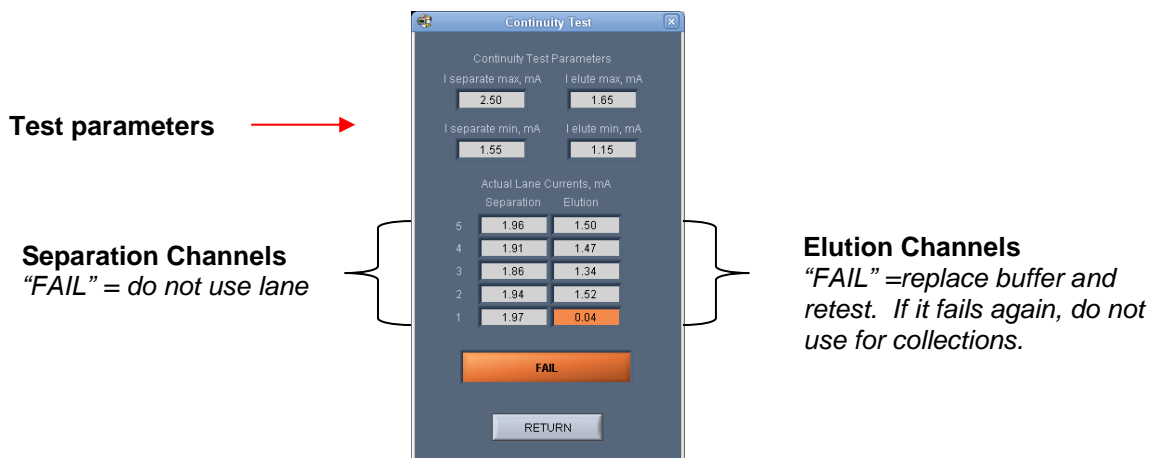 Continuity Test
Continuity Test Parameters
I separate max, mA I elute max, mA
2.50 1.65
I separate min, mA I elute min, mA
1.55 1.15
Test parameters
Actual Lane Currents, mA
Separation Elution
5 1.96 1.50
4 1.91 1.47
3 1.86 1.34
2 1.94 1.52
1 1.97 0.04
FAIL
RETURN
Separation Channels
“FAIL” = do not use lane
Elution Channels
“FAIL” =replace buffer and
retest. If it fails again, do not
use for collections.